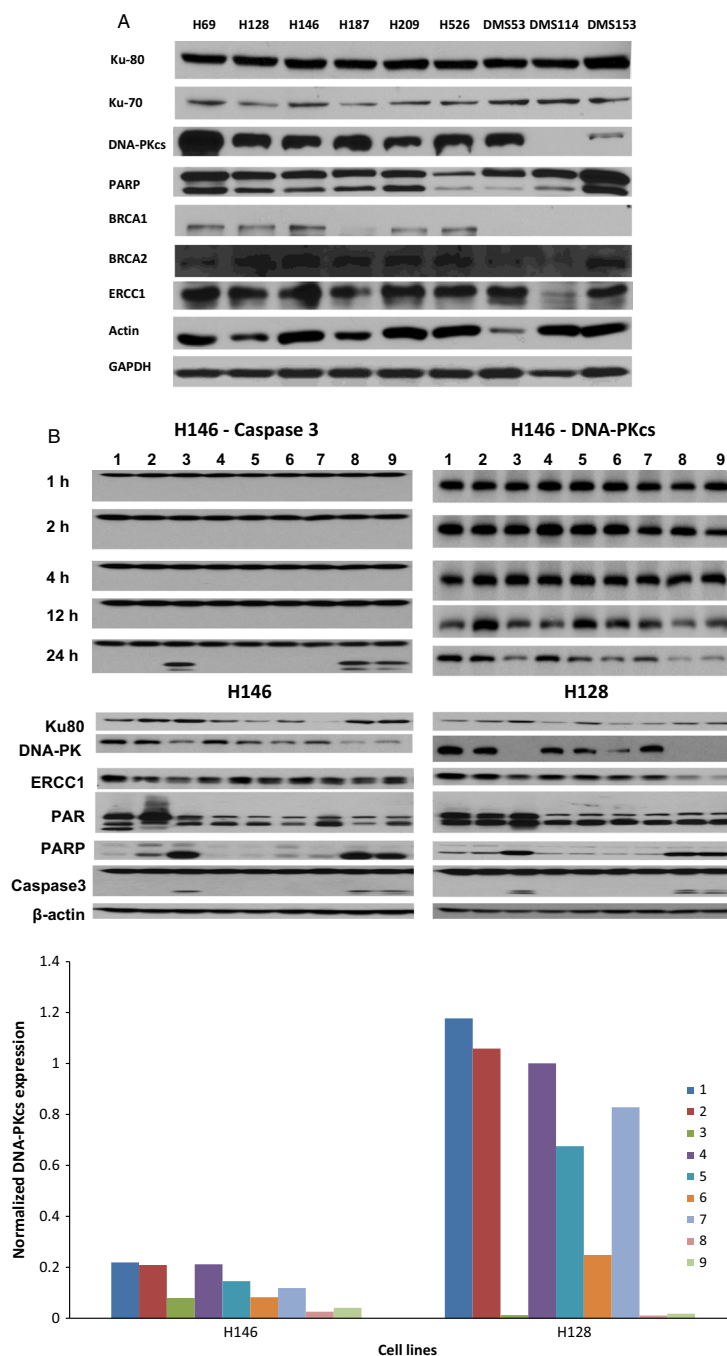 A
H69 H128 H146 H187 H209 H526 DMS53 DMS114 DMS153
Ku-80
Ku-70
DNA-PKcs
PARP
BRCA1
BRCA2
ERCC1
Actin
GAPDH
B
H146 - Caspase 3
H146 - DNA-PKcs
1 2 3 4 5 6 7 8 9
1 2 3 4 5 6 7 8 9
1 h
2 h
4 h
12 h
24 h
H146
H128
Ku80
DNA-PK
ERCC1
PAR
PARP
Caspase3
β-actin
Normalized DNA-PKcs expression
1.4
1.2
1
0.8
0.6
0.4
0.2
0
1
2
3
4
5
6
7
8
9
H146
H128
Cell lines